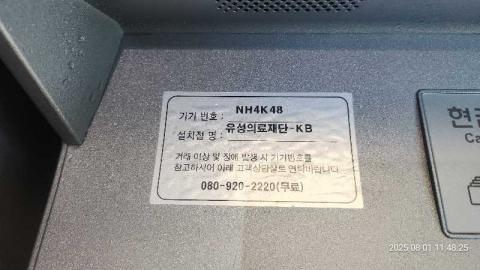 기기 번호 : NH4K48
설치점 명 : 유성의료재단-KB
거래 이상 및 장애 발생 시 기기번호를
참고하시어 아래 고객상담실로 연락바랍니다.
080-920-2220(무료)
현금
Ca
2025-08-01 11:48:25